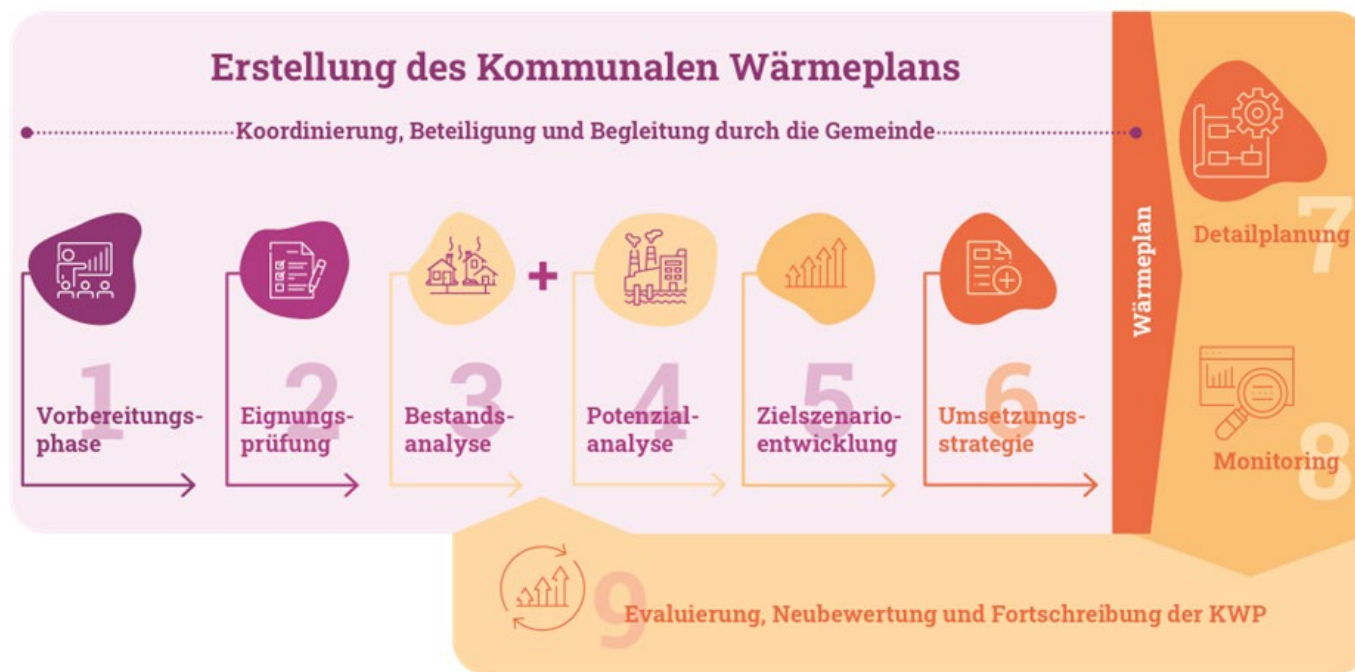 Erstellung des Kommunalen Wärmeplans
Koordinierung, Beteiligung und Begleitung durch die Gemeinde
1
Vorbereitungs-
phase
2
Eignungs-
prüfung
3
Bestands-
analyse
+
4
Potenzial-
analyse
5
Zielszenario-
entwicklung
6
Umsetzungs-
strategie
Wärmeplan
7
Detailplanung
8
Monitoring
9
Evaluierung, Neubewertung und Fortschreibung der KWP